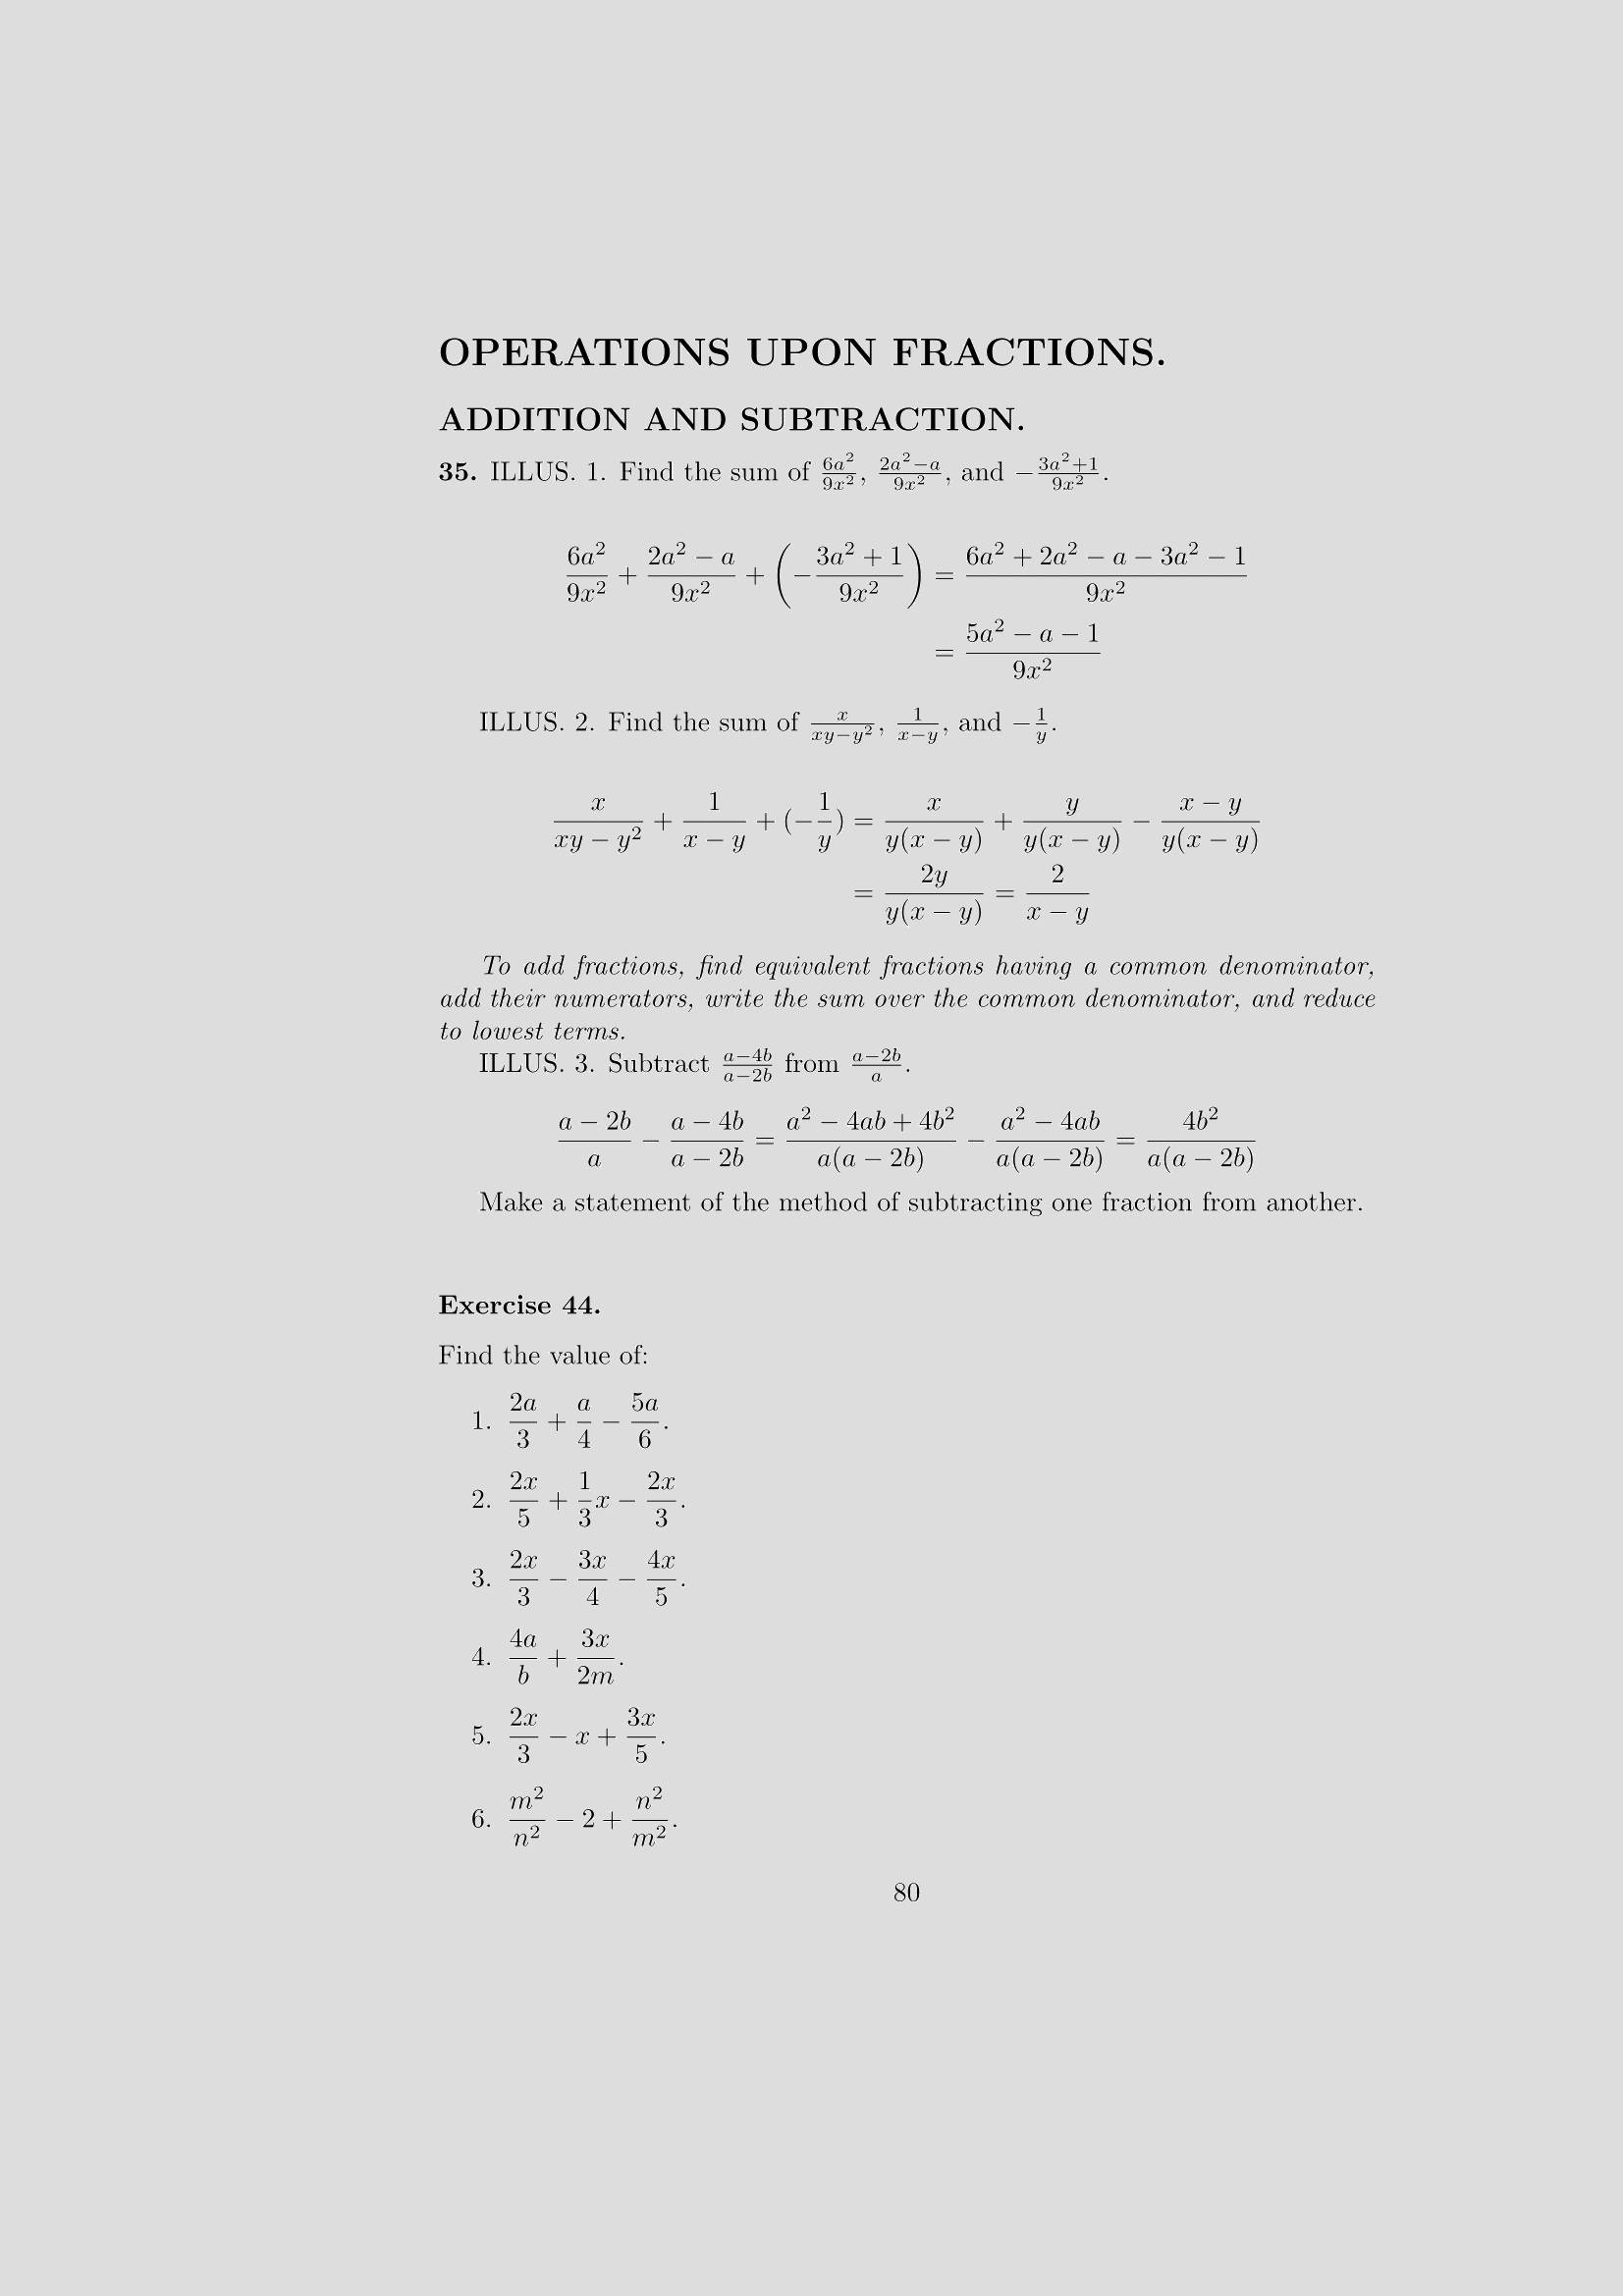 OPERATIONS UPON FRACTIONS.
ADDITION AND SUBTRACTION.
35. ILLUS. 1. Find the sum of $\frac{6a^2}{9x^2}$, $\frac{2a^2-a}{9x^2}$, and $-\frac{3a^2+1}{9x^2}$.
$\frac{6a^2}{9x^2} + \frac{2a^2-a}{9x^2} + \left(-\frac{3a^2+1}{9x^2}\right) = \frac{6a^2+2a^2-a-3a^2-1}{9x^2}$
$= \frac{5a^2-a-1}{9x^2}$
ILLUS. 2. Find the sum of $\frac{x}{xy-y^2}$, $\frac{1}{x-y}$, and $-\frac{1}{y}$.
$\frac{x}{xy-y^2} + \frac{1}{x-y} + (-\frac{1}{y}) = \frac{x}{y(x-y)} + \frac{y}{y(x-y)} - \frac{x-y}{y(x-y)}$
$= \frac{2y}{y(x-y)} = \frac{2}{x-y}$
To add fractions, find equivalent fractions having a common denominator,
add their numerators, write the sum over the common denominator, and reduce
to lowest terms.
ILLUS. 3. Subtract $\frac{a-4b}{a-2b}$ from $\frac{a-2b}{a}$.
$\frac{a-2b}{a} - \frac{a-4b}{a-2b} = \frac{a^2-4ab+4b^2}{a(a-2b)} - \frac{a^2-4ab}{a(a-2b)} = \frac{4b^2}{a(a-2b)}$
Make a statement of the method of subtracting one fraction from another.
Exercise 44.
Find the value of:
1. $\frac{2a}{3} + \frac{a}{4} - \frac{5a}{6}$.
2. $\frac{2x}{5} + \frac{1}{3}x - \frac{2x}{3}$.
3. $\frac{2x}{3} - \frac{3x}{4} - \frac{4x}{5}$.
4. $\frac{4a}{b} + \frac{3x}{2m}$.
5. $\frac{2x}{3} - x + \frac{3x}{5}$.
6. $\frac{m^2}{n^2} - 2 + \frac{n^2}{m^2}$.
80